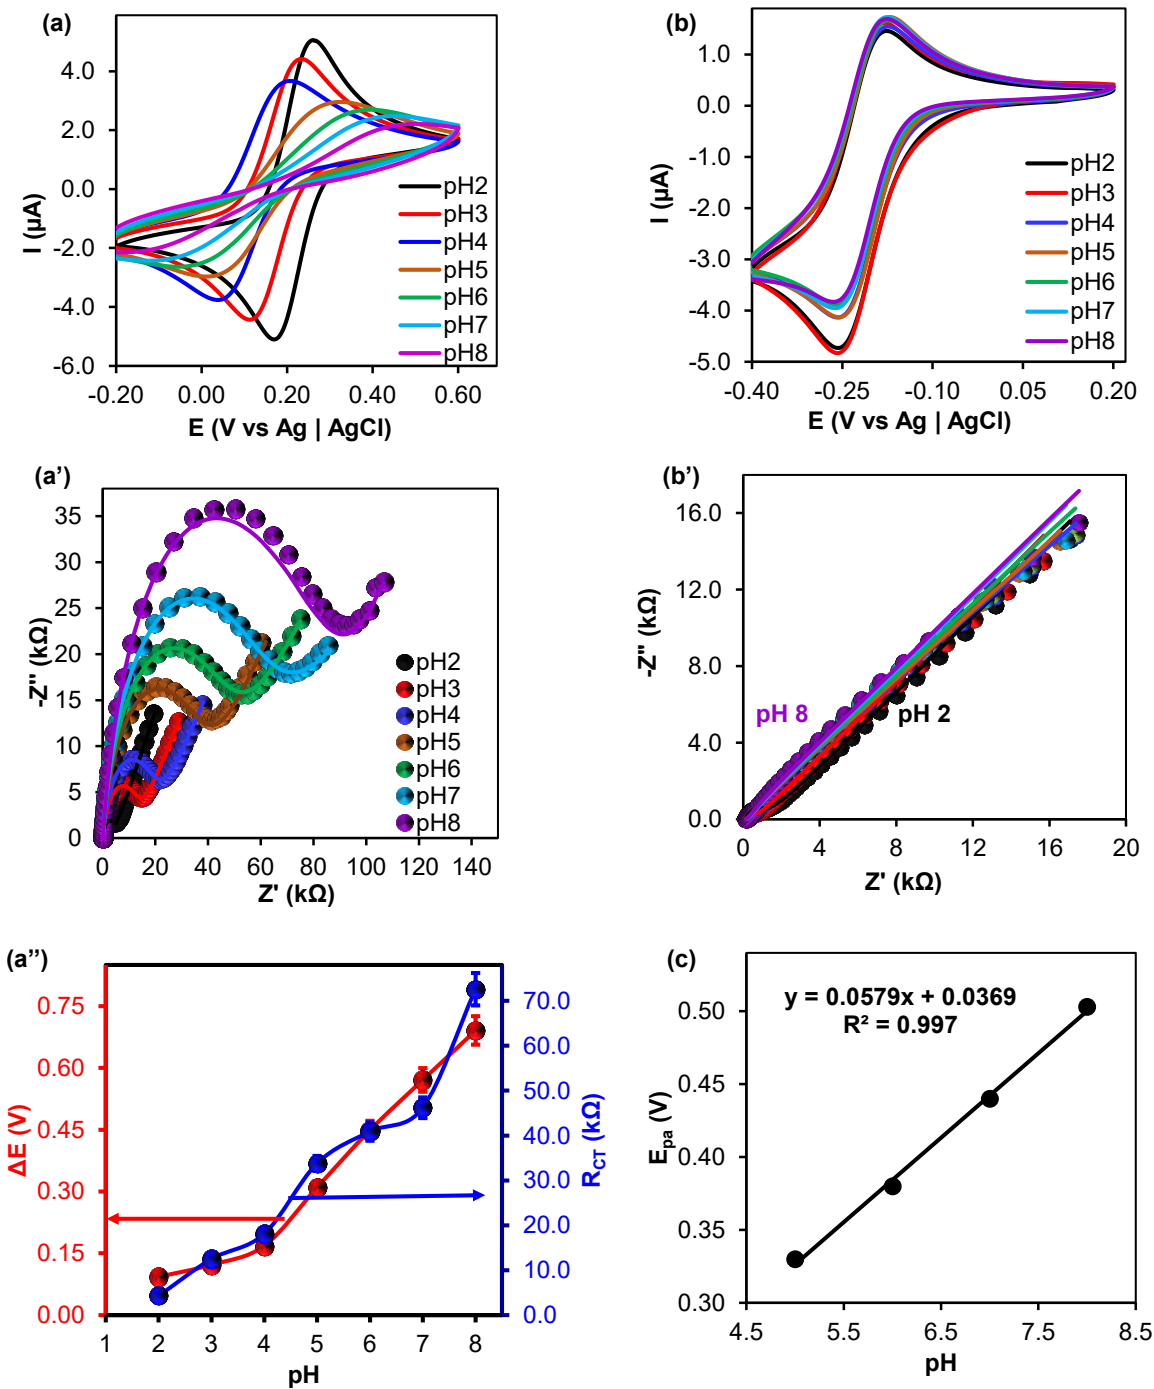 (a)
4.0
2.0
0.0
-2.0
-4.0
-6.0
I (µA)
-0.20
0.00
0.20
0.40
0.60
E (V vs Ag | AgCl)
pH2
pH3
pH4
pH5
pH6
pH7
pH8
(b)
1.0
0.0
-1.0
-2.0
-3.0
-4.0
-5.0
I (µA)
-0.40
-0.25
-0.10
0.05
0.20
E (V vs Ag | AgCl)
pH2
pH3
pH4
pH5
pH6
pH7
pH8
(a')
35
30
25
20
15
10
5
0
-Z'' (kΩ)
0
20
40
60
80
100
120
140
Z' (kΩ)
pH2
pH3
pH4
pH5
pH6
pH7
pH8
(b')
16.0
12.0
8.0
4.0
0.0
-Z'' (kΩ)
pH 8
pH 2
0
4
8
12
16
20
Z' (kΩ)
(a'')
0.75
0.60
0.45
0.30
0.15
0.00
ΔE (V)
70.0
60.0
50.0
40.0
30.0
20.0
10.0
0.0
R_CT (kΩ)
1
2
3
4
5
6
7
8
pH
(c)
y = 0.0579x + 0.0369
R² = 0.997
0.50
0.45
0.40
0.35
0.30
E_pa (V)
4.5
5.5
6.5
7.5
8.5
pH